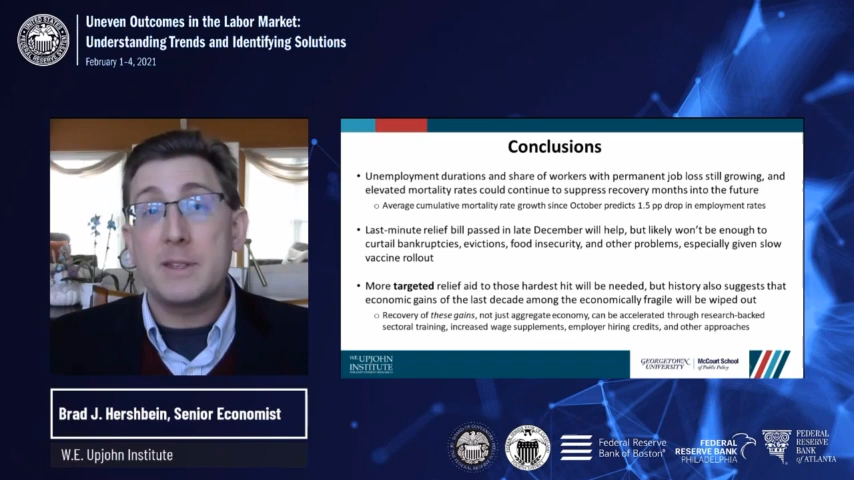 Uneven Outcomes in the Labor Market:
Understanding Trends and Identifying Solutions
February 1-4, 2021
Conclusions
• Unemployment durations and share of workers with permanent job loss still growing, and
elevated mortality rates could continue to suppress recovery months into the future
○ Average cumulative mortality rate growth since October predicts 1.5 pp drop in employment rates
• Last-minute relief bill passed in late December will help, but likely won't be enough to
curtail bankruptcies, evictions, food insecurity, and other problems, especially given slow
vaccine rollout
• More targeted relief aid to those hardest hit will be needed, but history also suggests that
economic gains of the last decade among the economically fragile will be wiped out
○ Recovery of these gains, not just aggregate economy, can be accelerated through research-backed
sectoral training, increased wage supplements, employer hiring credits, and other approaches
W.E. UPJOHN
INSTITUTE
GEORGETOWN
UNIVERSITY
McCourt School
of Public Policy
Brad J. Hershbein, Senior Economist
W.E. Upjohn Institute
Federal Reserve
Bank of Boston®
FEDERAL
RESERVE BANK
PHILADELPHIA
FEDERAL
RESERVE
BANK
of ATLANTA